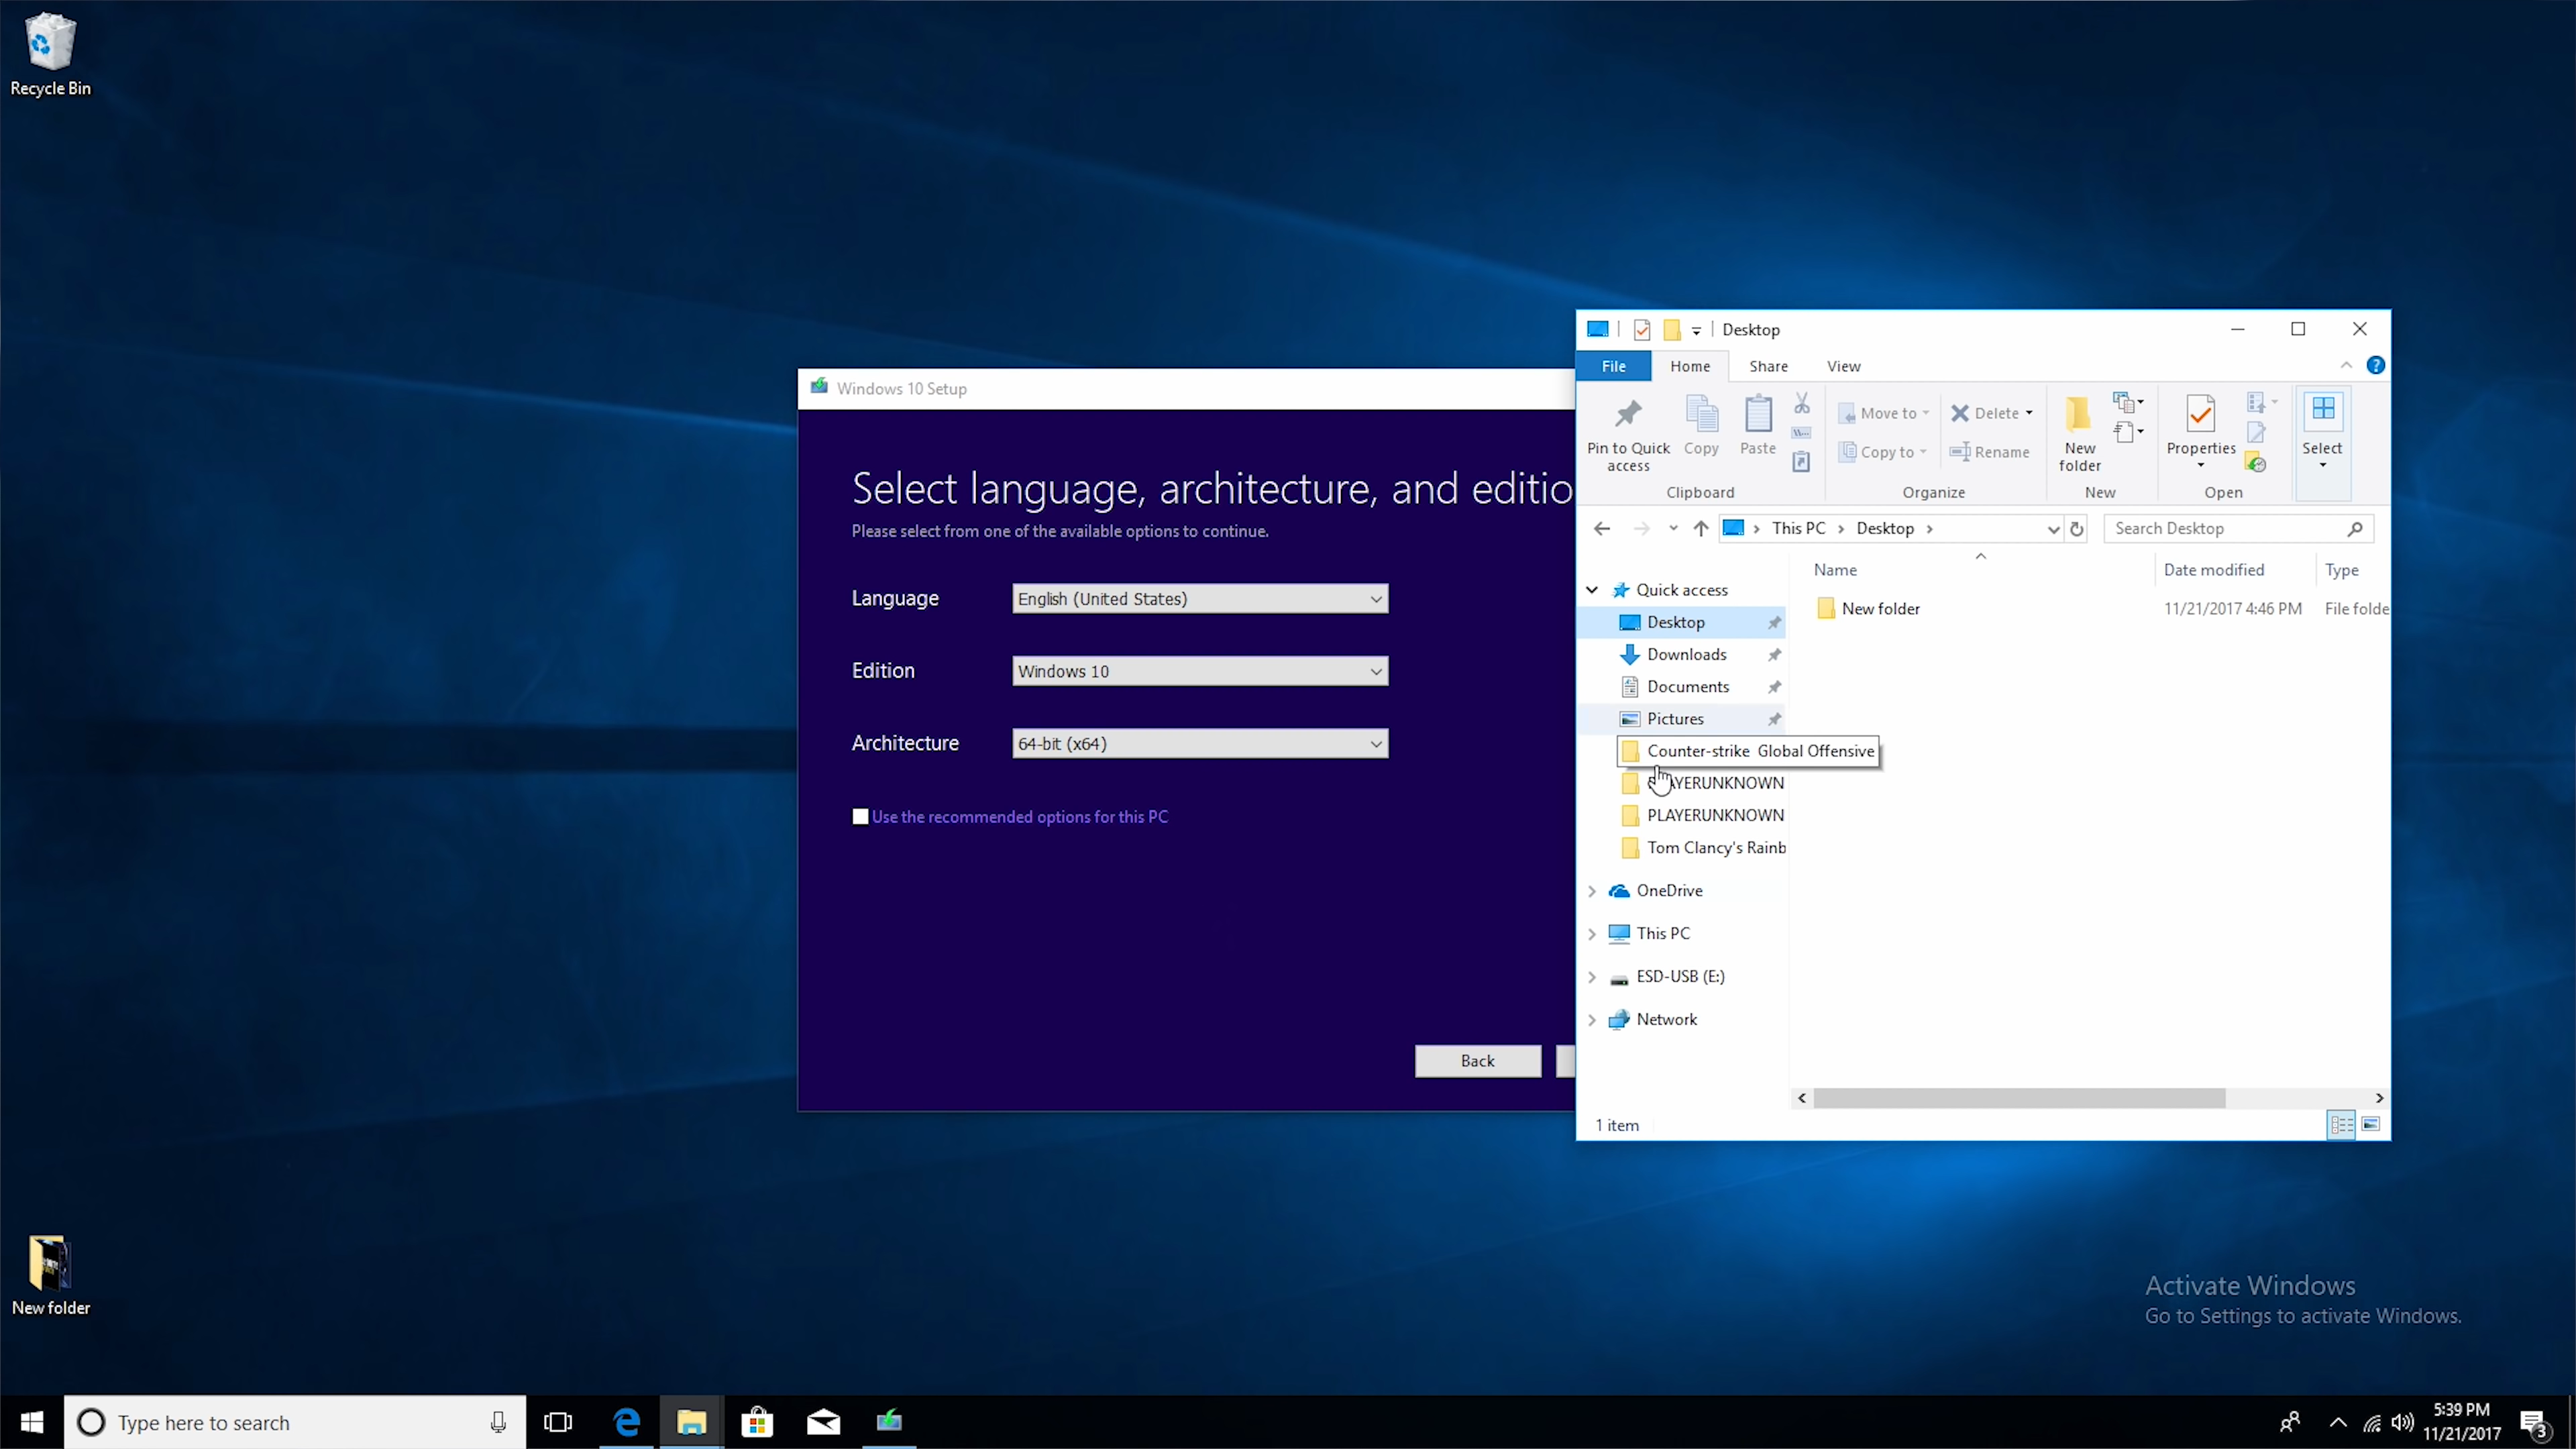 Recycle Bin
Windows 10 Setup
Select language, architecture, and editio
Please select from one of the available options to continue.
Language
English (United States)
Edition
Windows 10
Architecture
64-bit (x64)
Use the recommended options for this PC
Back
Desktop
File
Home
Share
View
Pin to Quick access
Copy
Paste
Move to
Copy to
Delete
Rename
New folder
Properties
Select
Clipboard
Organize
New
Open
This PC
Desktop
Search Desktop
Name
Date modified
Type
New folder
11/21/2017 4:46 PM
File folde
Quick access
Desktop
Downloads
Documents
Pictures
Counter-strike  Global Offensive
PLAYERUNKNOWN
PLAYERUNKNOWN
Tom Clancy's Rainb
OneDrive
This PC
ESD-USB (E:)
Network
1 item
New folder
Activate Windows
Go to Settings to activate Windows.
Type here to search
5:39 PM
11/21/2017
3